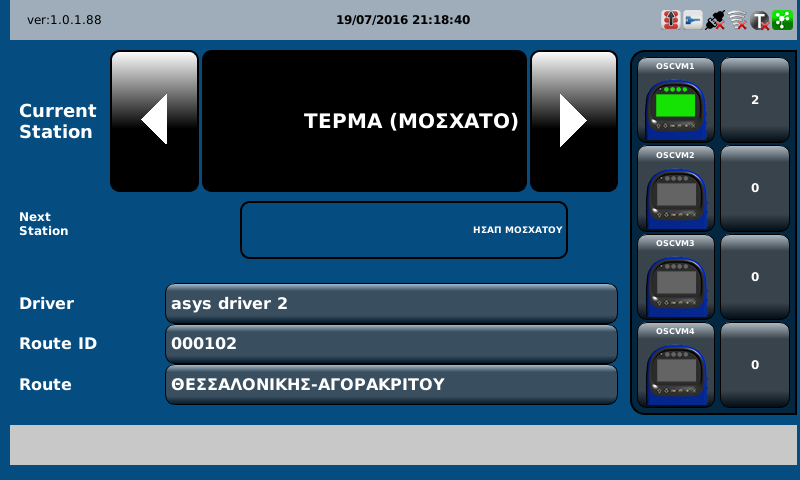 ver:1.0.1.88
19/07/2016 21:18:40
T
Current
Station
ΤΕΡΜΑ (ΜΟΣΧΑΤΟ)
Next
Station
ΗΣΑΠ ΜΟΣΧΑΤΟΥ
Driver
asys driver 2
Route ID
000102
Route
ΘΕΣΣΑΛΟΝΙΚΗΣ-ΑΓΟΡΑΚΡΙΤΟΥ
OSCVM1
2
OSCVM2
0
OSCVM3
0
OSCVM4
0